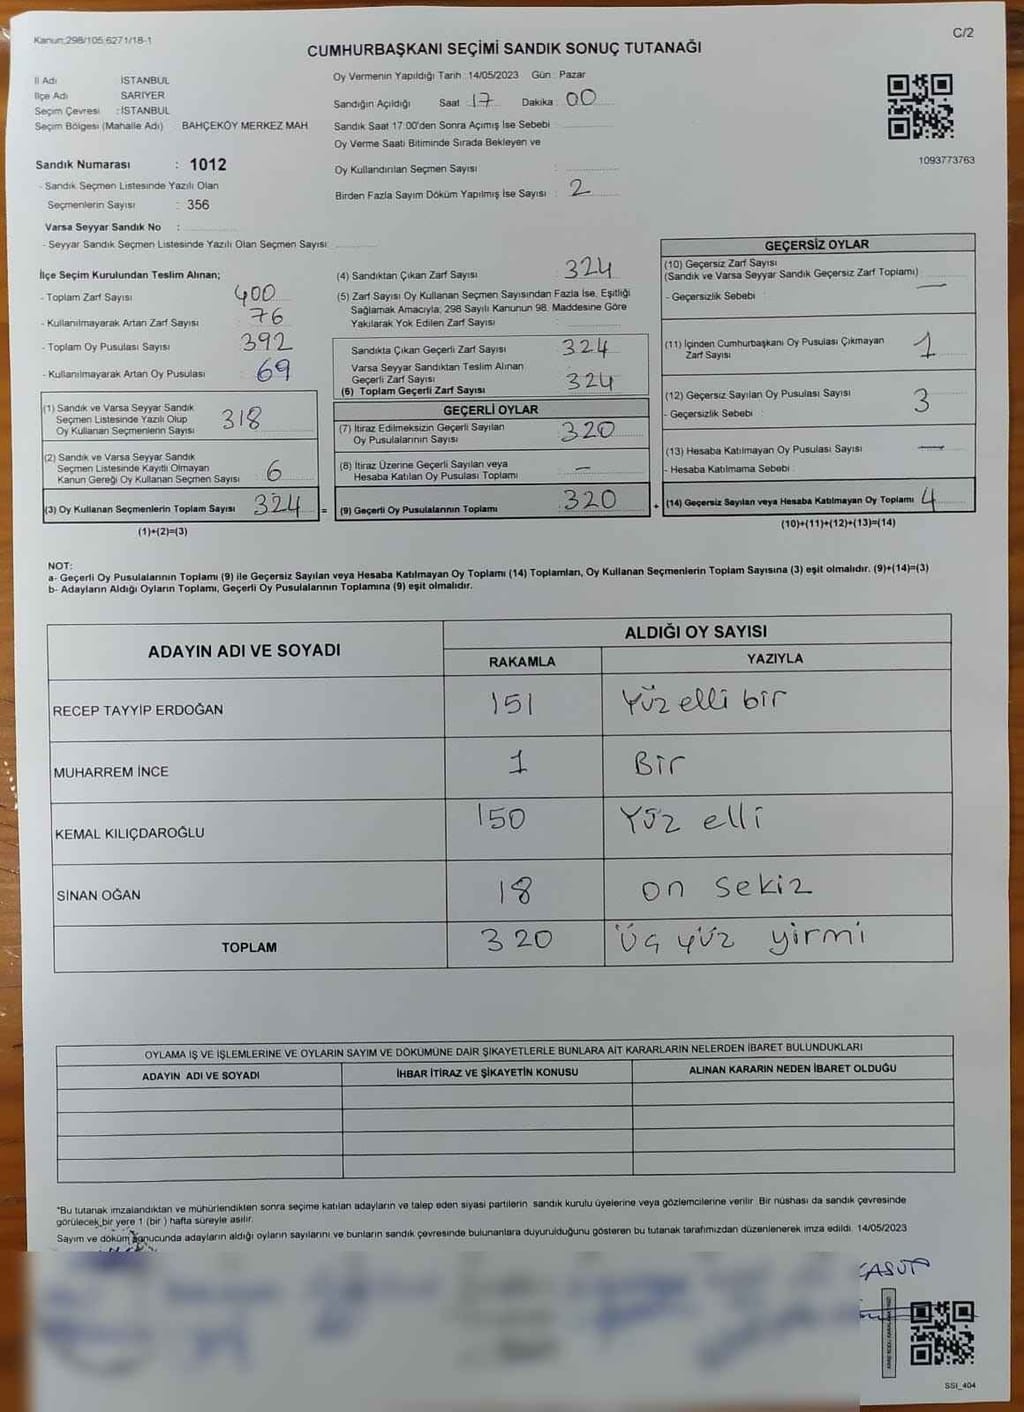 Kanun:298/105,6271/18-1
C/2
CUMHURBAŞKANI SEÇİMİ SANDIK SONUÇ TUTANAĞI
İl Adı İSTANBUL
İlçe Adı SARIYER
Seçim Çevresi : İSTANBUL
Seçim Bölgesi (Mahalle Adı) BAHÇEKÖY MERKEZ MAH
Sandık Numarası : 1012
- Sandık Seçmen Listesinde Yazılı Olan
Seçmenlerin Sayısı : 356
Varsa Seyyar Sandık No :
- Seyyar Sandık Seçmen Listesinde Yazılı Olan Seçmen Sayısı
Oy Vermenin Yapıldığı Tarih : 14/05/2023 Gün : Pazar
Sandığın Açıldığı Saat : 17 Dakika : 00
Sandık Saat 17:00'den Sonra Açımış İse Sebebi :
Oy Verme Saati Bitiminde Sırada Bekleyen ve
Oy Kullandırılan Seçmen Sayısı :
Birden Fazla Sayım Döküm Yapılmış İse Sayısı : 2
1093773763
İlçe Seçim Kurulundan Teslim Alınan;
- Toplam Zarf Sayısı 400
- Kullanılmayarak Artan Zarf Sayısı 76
- Toplam Oy Pusulası Sayısı 392
- Kullanılmayarak Artan Oy Pusulası 69
(1) Sandık ve Varsa Seyyar Sandık
Seçmen Listesinde Yazılı Olup
Oy Kullanan Seçmenlerin Sayısı 318
(2) Sandık ve Varsa Seyyar Sandık
Seçmen Listesinde Kayıtlı Olmayan
Kanun Gereği Oy Kullanan Seçmen Sayısı 6
(3) Oy Kullanan Seçmenlerin Toplam Sayısı 324 =
(1)+(2)=(3)
(4) Sandıktan Çıkan Zarf Sayısı 324
(5) Zarf Sayısı Oy Kullanan Seçmen Sayısından Fazla İse, Eşitliği
Sağlamak Amacıyla, 298 Sayılı Kanunun 98. Maddesine Göre
Yakılarak Yok Edilen Zarf Sayısı
Sandıkta Çıkan Geçerli Zarf Sayısı 324
Varsa Seyyar Sandıktan Teslim Alınan
Geçerli Zarf Sayısı
(6) Toplam Geçerli Zarf Sayısı 324
GEÇERLİ OYLAR
(7) İtiraz Edilmeksizin Geçerli Sayılan
Oy Pusulalarının Sayısı 320
(8) İtiraz Üzerine Geçerli Sayılan veya
Hesaba Katılan Oy Pusulası Toplamı —
(9) Geçerli Oy Pusulalarının Toplamı 320 +
GEÇERSİZ OYLAR
(10) Geçersiz Zarf Sayısı
(Sandık ve Varsa Seyyar Sandık Geçersiz Zarf Toplamı) —
- Geçersizlik Sebebi :
(11) İçinden Cumhurbaşkanı Oy Pusulası Çıkmayan
Zarf Sayısı 1
(12) Geçersiz Sayılan Oy Pusulası Sayısı 3
- Geçersizlik Sebebi :
(13) Hesaba Katılmayan Oy Pusulası Sayısı —
- Hesaba Katılmama Sebebi
(14) Geçersiz Sayılan veya Hesaba Katılmayan Oy Toplamı 4
(10)+(11)+(12)+(13)=(14)
NOT:
a- Geçerli Oy Pusulalarının Toplamı (9) ile Geçersiz Sayılan veya Hesaba Katılmayan Oy Toplamı (14) Toplamları, Oy Kullanan Seçmenlerin Toplam Sayısına (3) eşit olmalıdır. (9)+(14)=(3)
b- Adayların Aldığı Oyların Toplamı, Geçerli Oy Pusulalarının Toplamına (9) eşit olmalıdır.
ADAYIN ADI VE SOYADI ALDIĞI OY SAYISI
RAKAMLA YAZIYLA
RECEP TAYYİP ERDOĞAN 151 Yüz elli bir
MUHARREM İNCE 1 Bir
KEMAL KILIÇDAROĞLU 150 Yüz elli
SİNAN OĞAN 18 on sekiz
TOPLAM 320 üç yüz yirmi
OYLAMA İŞ VE İŞLEMLERİNE VE OYLARIN SAYIM VE DÖKÜMÜNE DAİR ŞİKAYETLERLE BUNLARA AİT KARARLARIN NELERDEN İBARET BULUNDUKLARI
ADAYIN ADI VE SOYADI İHBAR İTİRAZ VE ŞİKAYETİN KONUSU ALINAN KARARIN NEDEN İBARET OLDUĞU
*Bu tutanak imzalandıktan ve mühürlendikten sonra seçime katılan adayların ve talep eden siyasi partilerin sandık kurulu üyelerine veya gözlemcilerine verilir. Bir nüshası da sandık çevresinde
görülecek bir yere 1 (bir) hafta süreyle asılır.
Sayım ve döküm sonucunda adayların aldığı oyların sayılarını ve bunların sandık çevresinde bulunanlara duyurulduğunu gösteren bu tutanak tarafımızdan düzenlenerek imza edildi. 14/05/2023
SSI_404